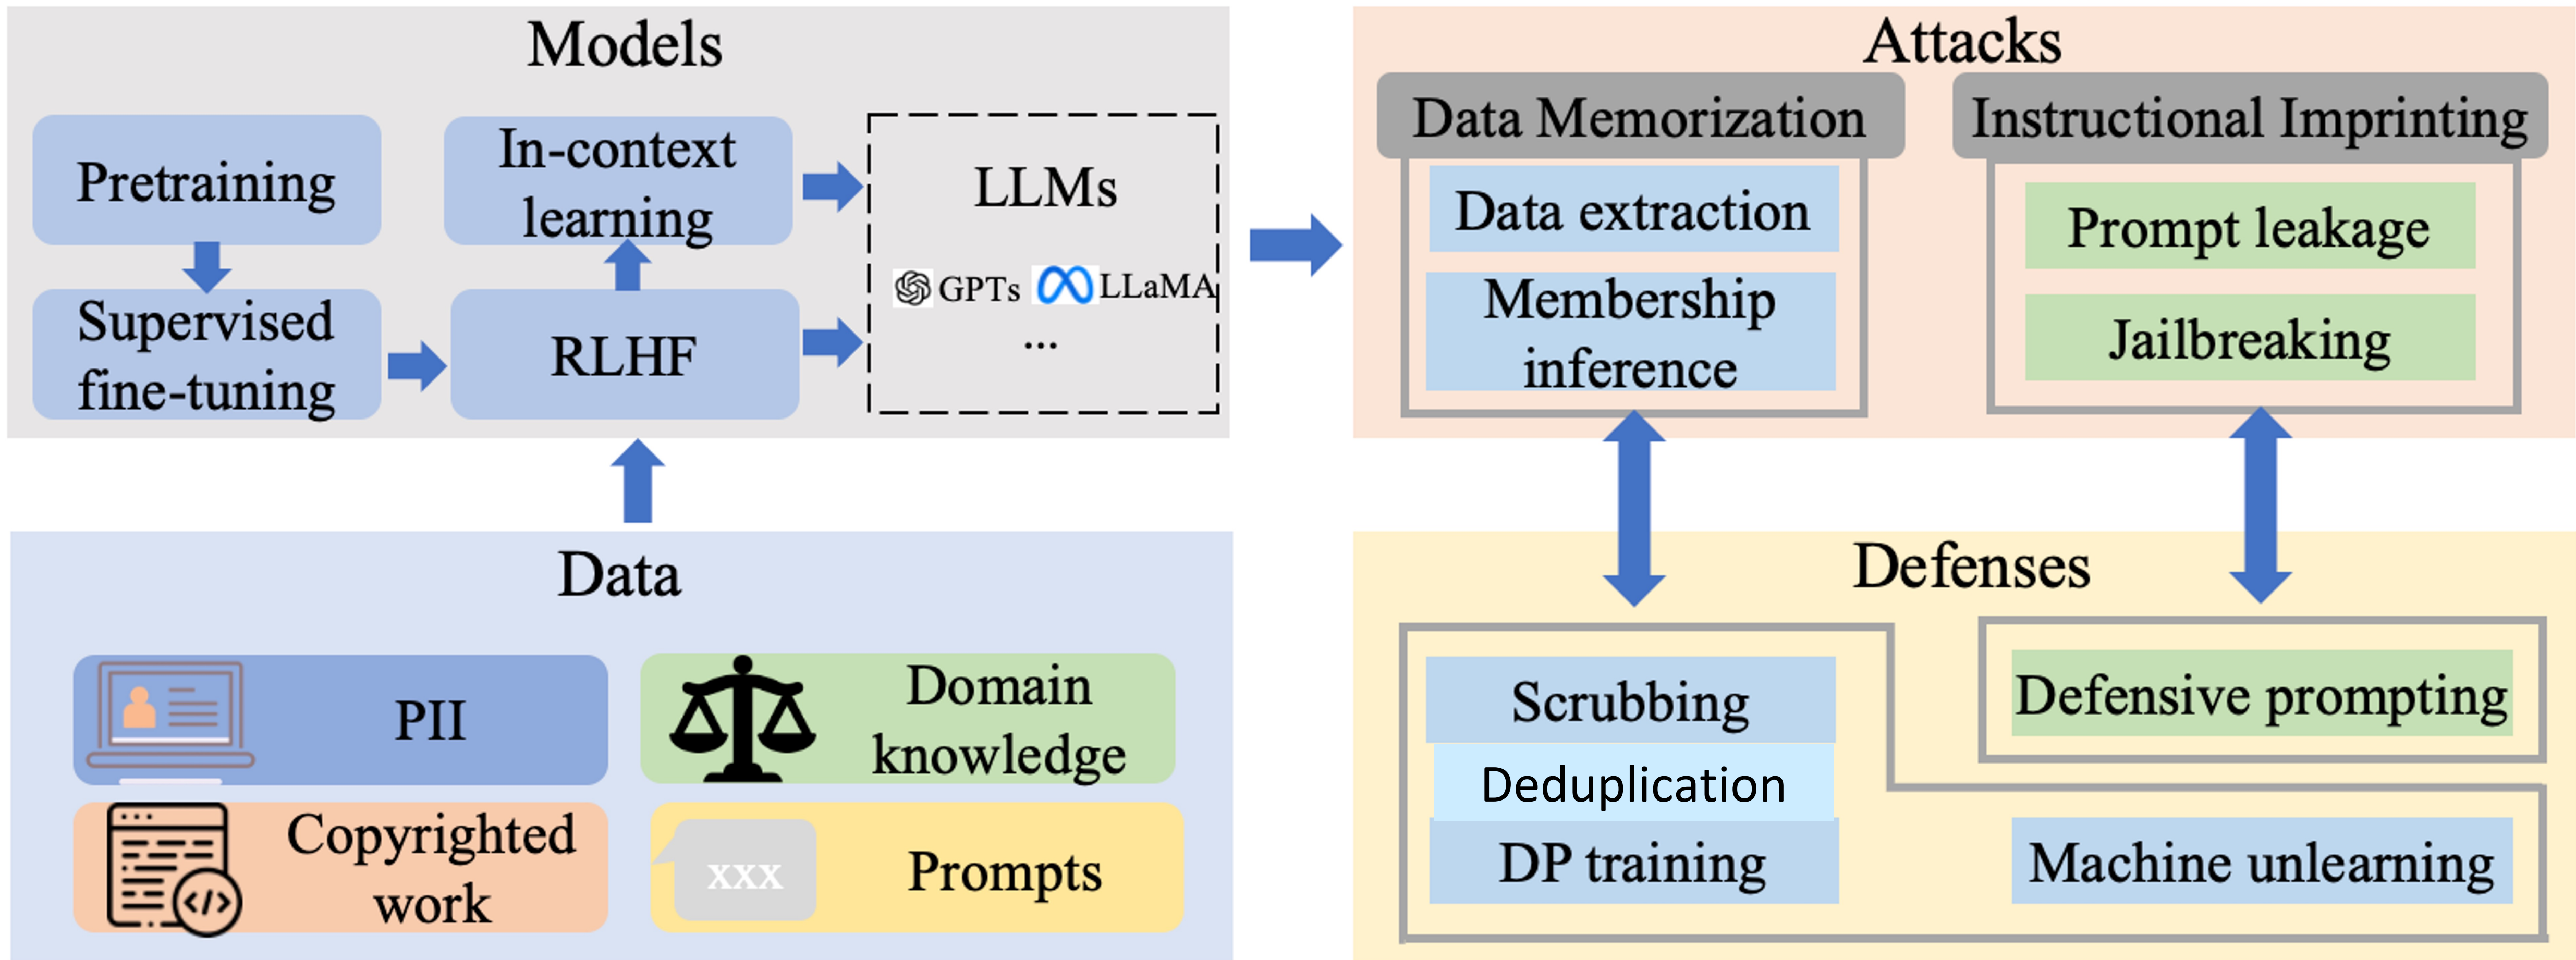 Models
Pretraining
In-context
learning
Supervised
fine-tuning
RLHF
LLMs
GPTs
LLaMA
...
Attacks
Data Memorization
Data extraction
Membership
inference
Instructional Imprinting
Prompt leakage
Jailbreaking
Data
PII
Domain
knowledge
Copyrighted
work
</>
xxx
Prompts
Defenses
Scrubbing
Deduplication
DP training
Defensive prompting
Machine unlearning